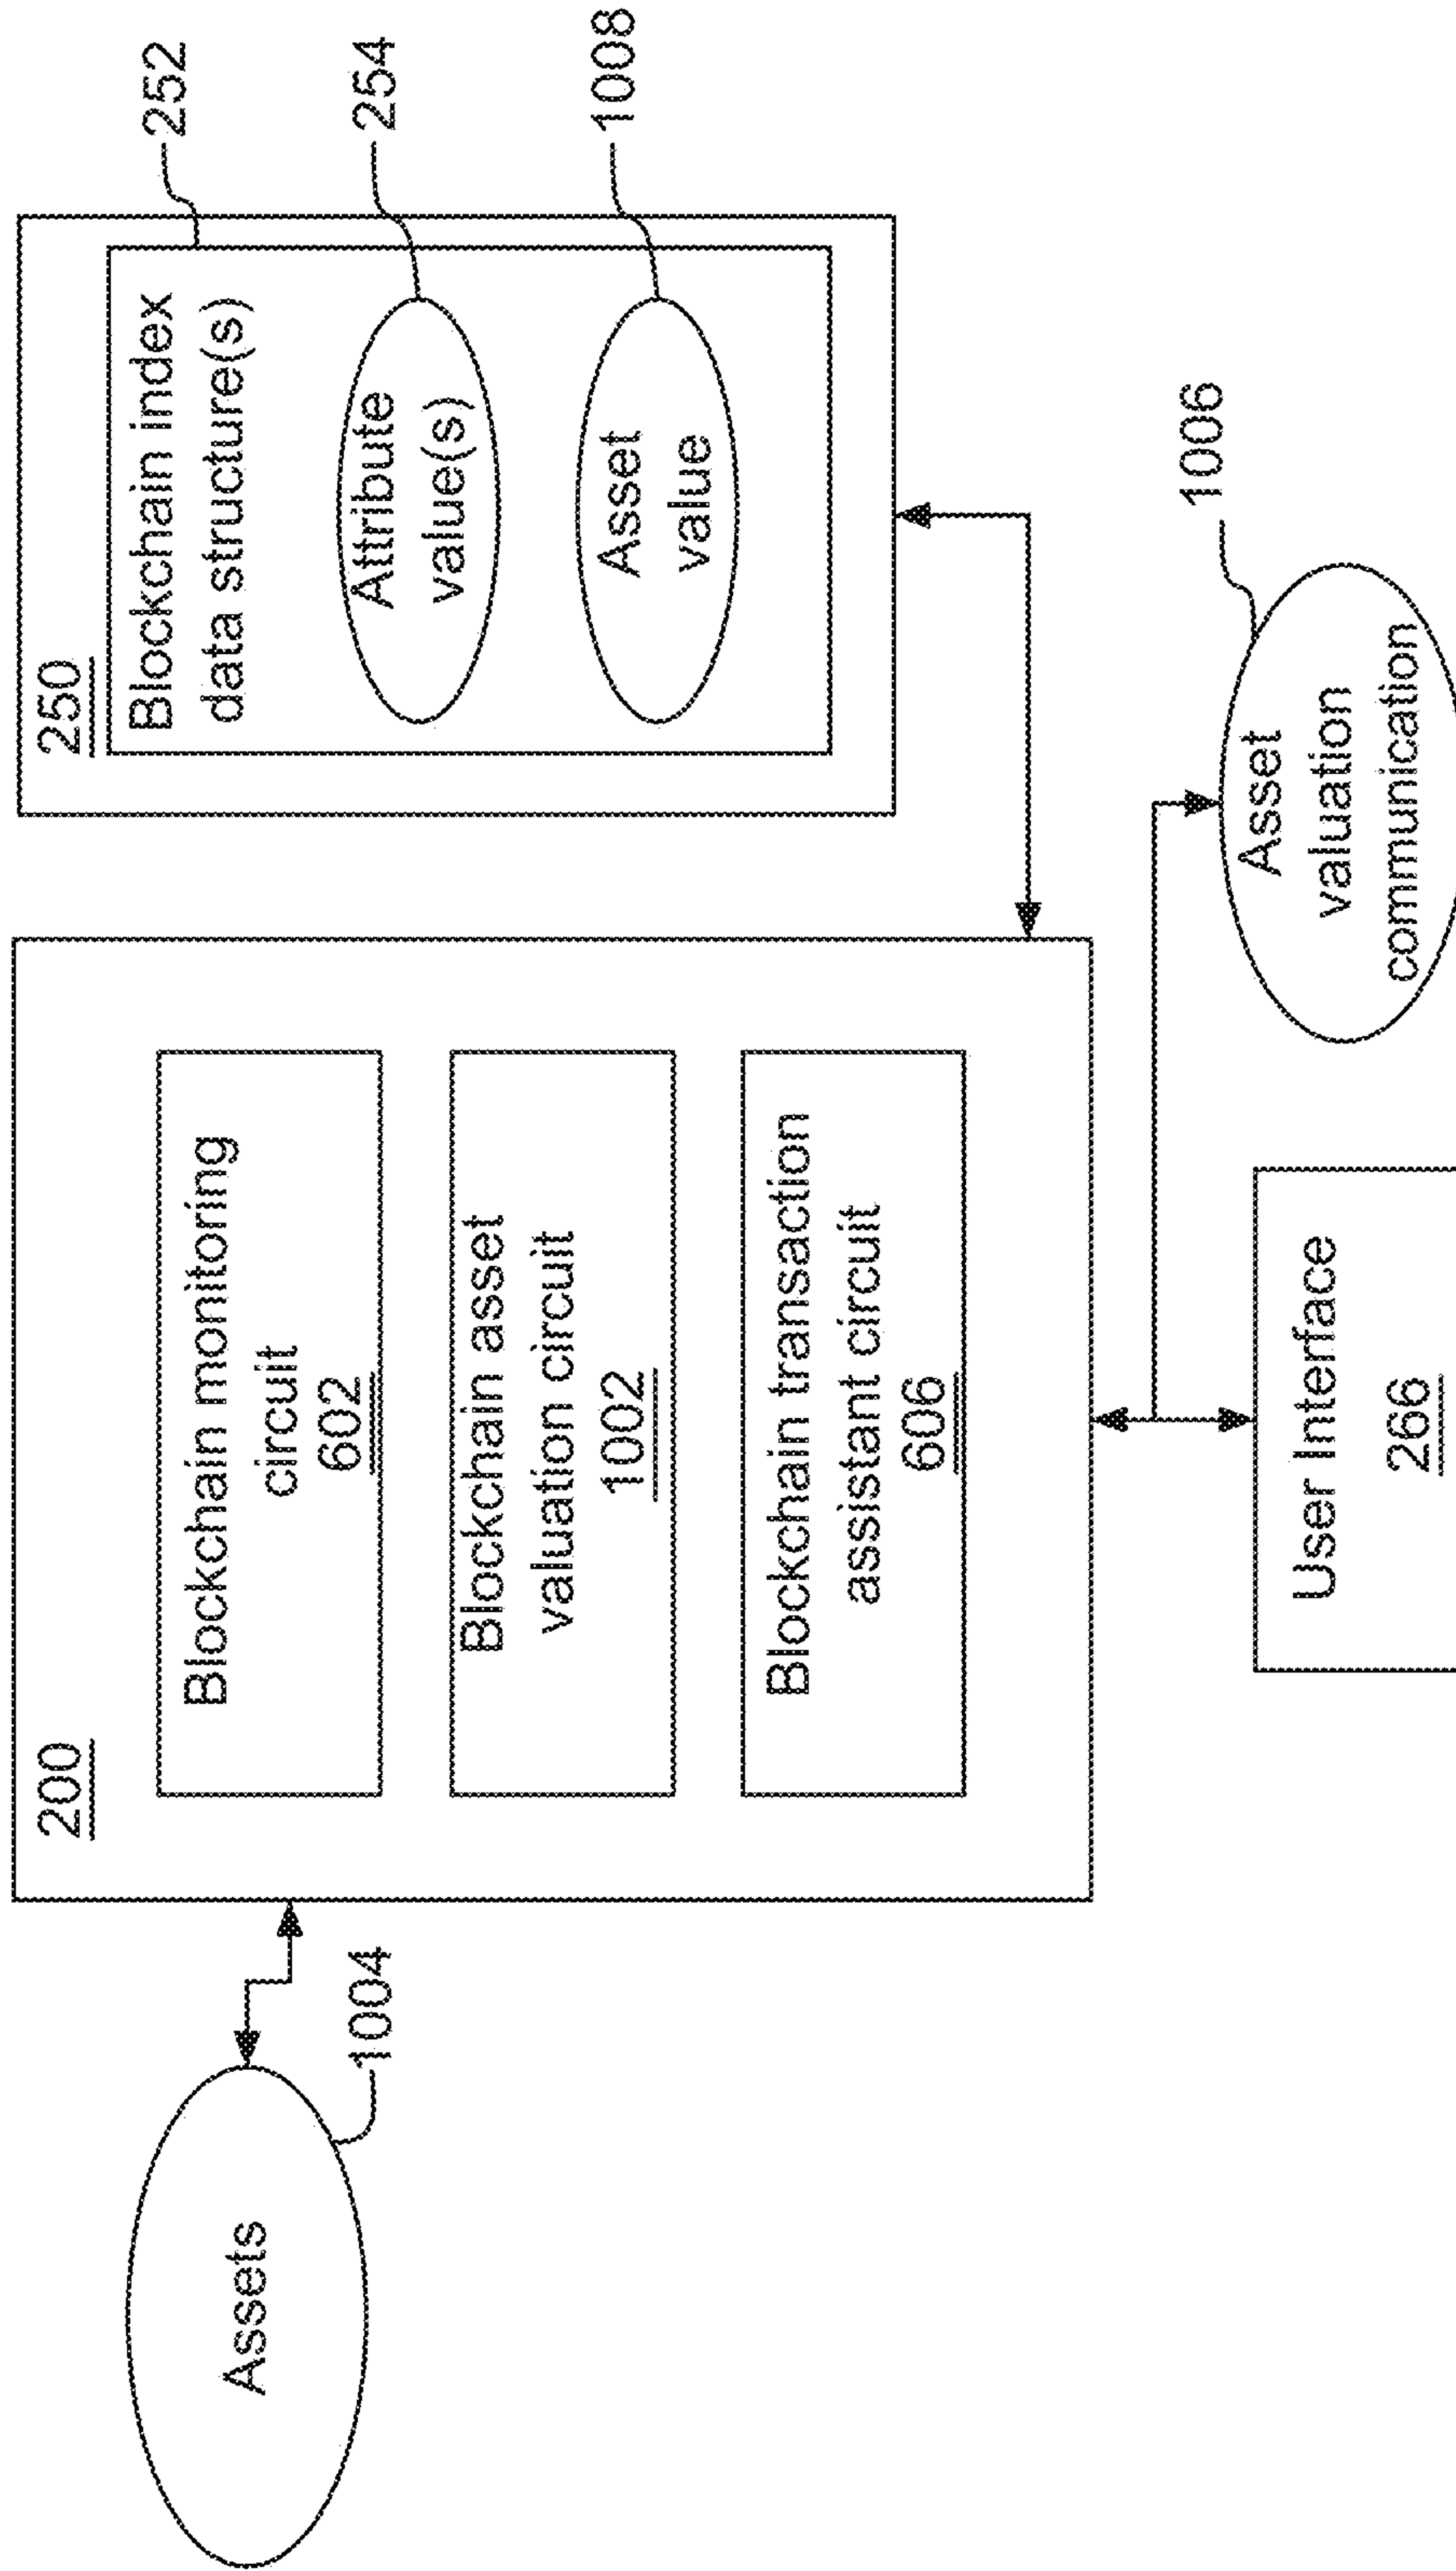 200
Blockchain monitoring
circuit
602
Blockchain asset
valuation circuit
1002
Blockchain transaction
assistant circuit
606
250
Blockchain index
data structure(s)
Attribute
value(s)
Asset
value
252
254
1008
Assets
1004
User Interface
266
Asset
valuation
communication
1006